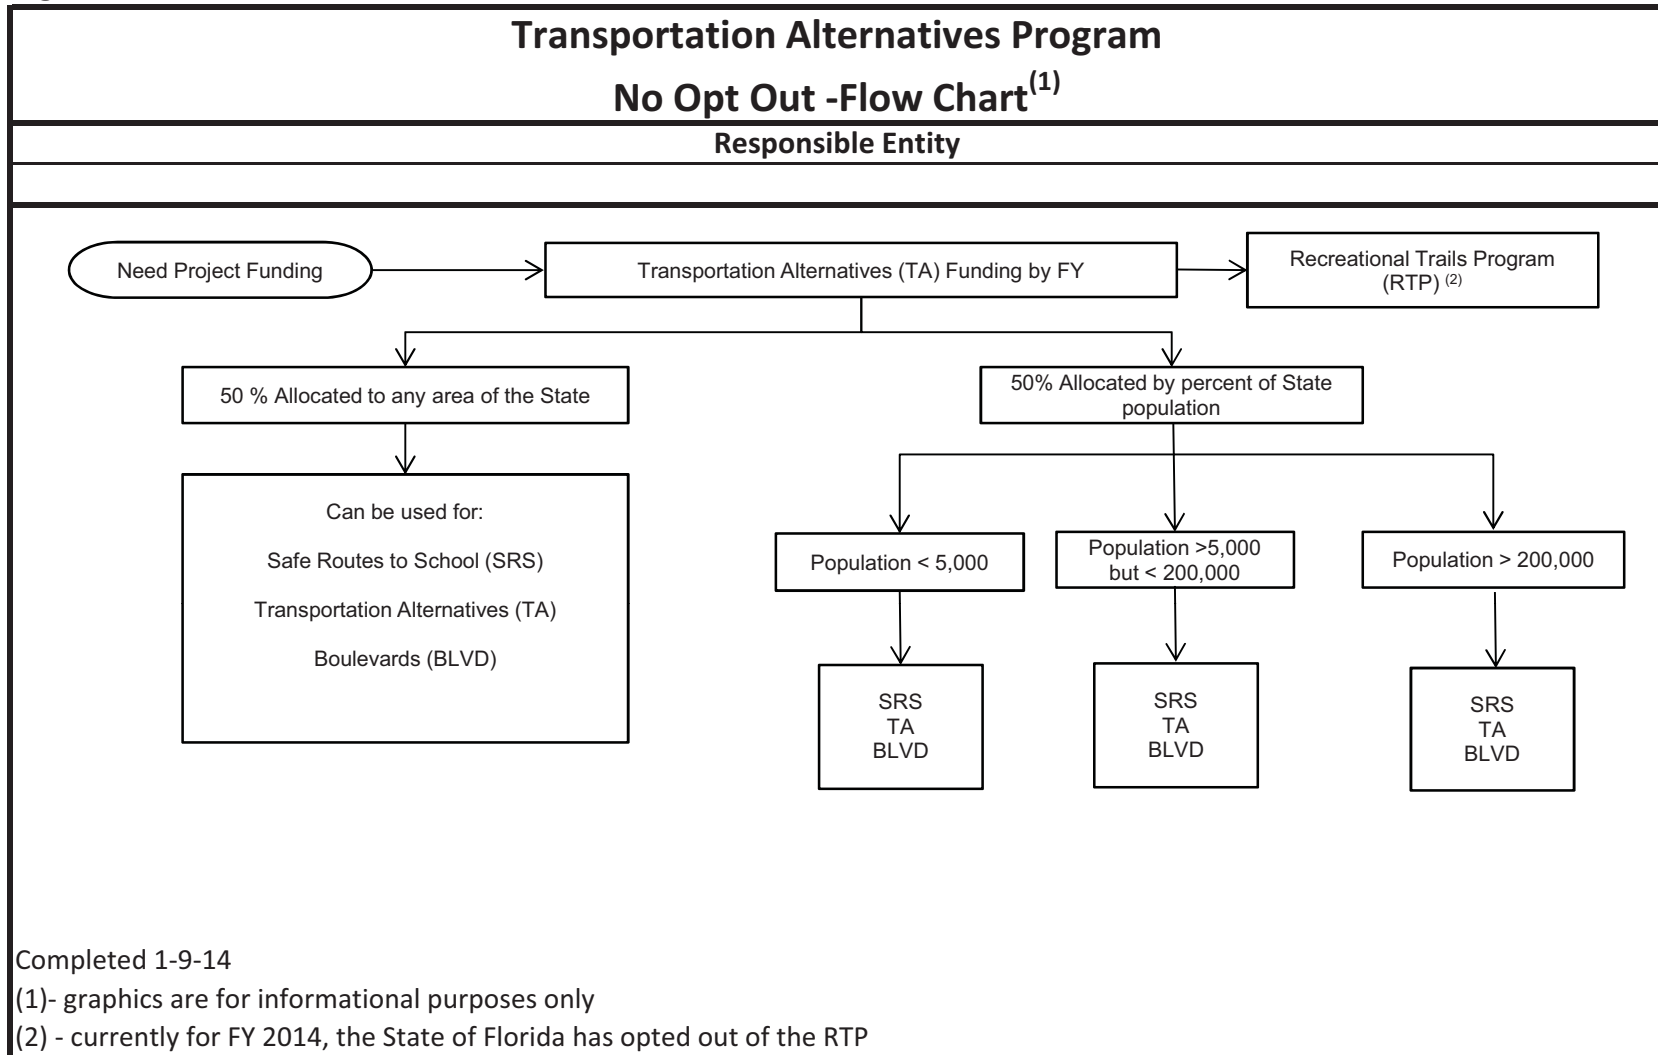 Transportation Alternatives Program
No Opt Out -Flow Chart(1)
Responsible Entity
Need Project Funding
Transportation Alternatives (TA) Funding by FY
Recreational Trails Program
(RTP) (2)
50 % Allocated to any area of the State
50% Allocated by percent of State
population
Can be used for:
Safe Routes to School (SRS)
Transportation Alternatives (TA)
Boulevards (BLVD)
Population < 5,000
Population >5,000
but < 200,000
Population > 200,000
SRS
TA
BLVD
SRS
TA
BLVD
SRS
TA
BLVD
Completed 1-9-14
(1)- graphics are for informational purposes only
(2) - currently for FY 2014, the State of Florida has opted out of the RTP